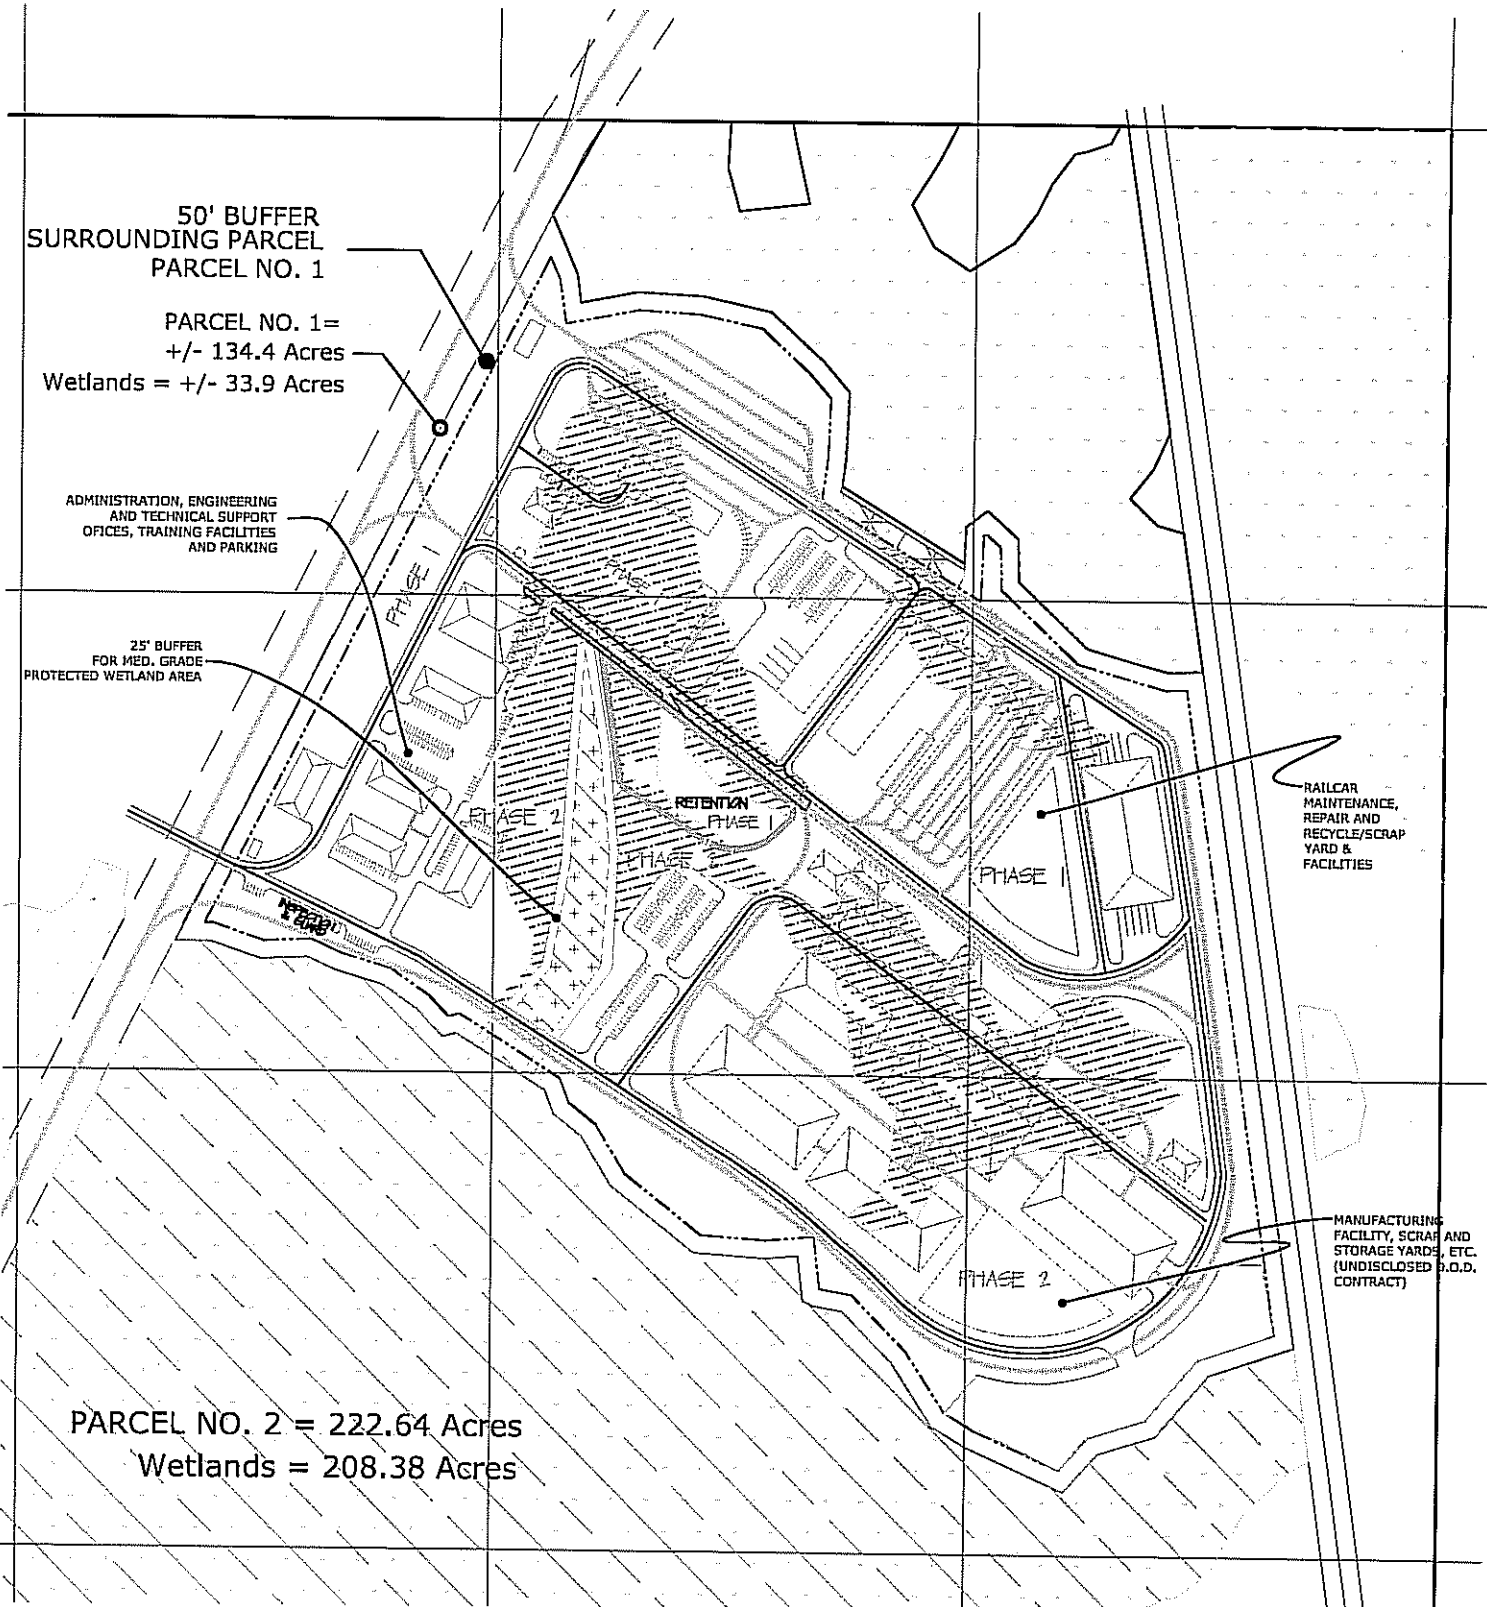 50' BUFFER
SURROUNDING PARCEL
PARCEL NO. 1
PARCEL NO. 1=
+/- 134.4 Acres
Wetlands = +/- 33.9 Acres
ADMINISTRATION, ENGINEERING
AND TECHNICAL SUPPORT
OFICES, TRAINING FACILITIES
AND PARKING
PHASE 1
PHASE
25' BUFFER
FOR MED. GRADE
PROTECTED WETLAND AREA
PHASE 2
RETENTION
PHASE 1
PHASE
PHASE 1
RAILCAR
MAINTENANCE,
REPAIR AND
RECYCLE/SCRAP
YARD &
FACILITIES
INSPECTION
& GUARD
MANUFACTURING
FACILITY, SCRAP AND
STORAGE YARDS, ETC.
(UNDISCLOSED D.O.D.
CONTRACT)
PHASE 2
PARCEL NO. 2 = 222.64 Acres
Wetlands = 208.38 Acres